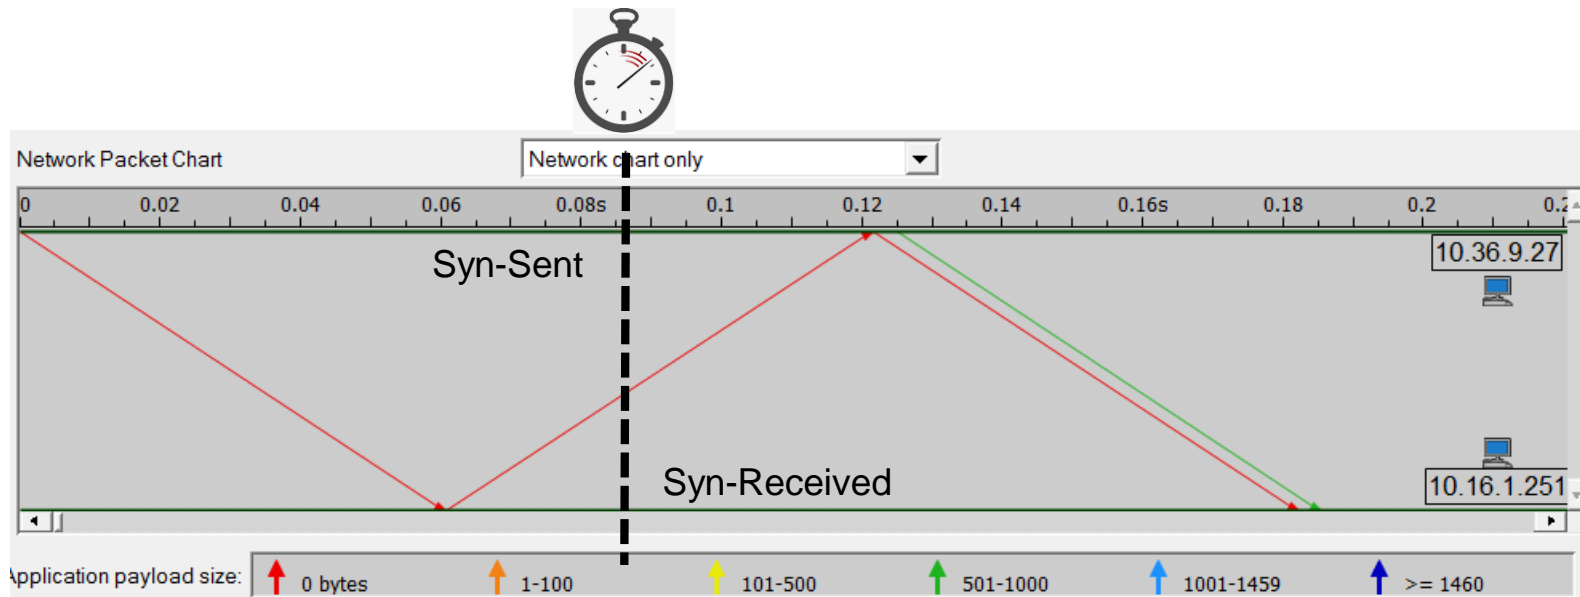 Network Packet Chart
Network chart only
0 0.02 0.04 0.06 0.08s 0.1 0.12 0.14 0.16s 0.18 0.2
Syn-Sent
10.36.9.27
Syn-Received
10.16.1.251
Application payload size: 0 bytes 1-100 101-500 501-1000 1001-1459 >= 1460